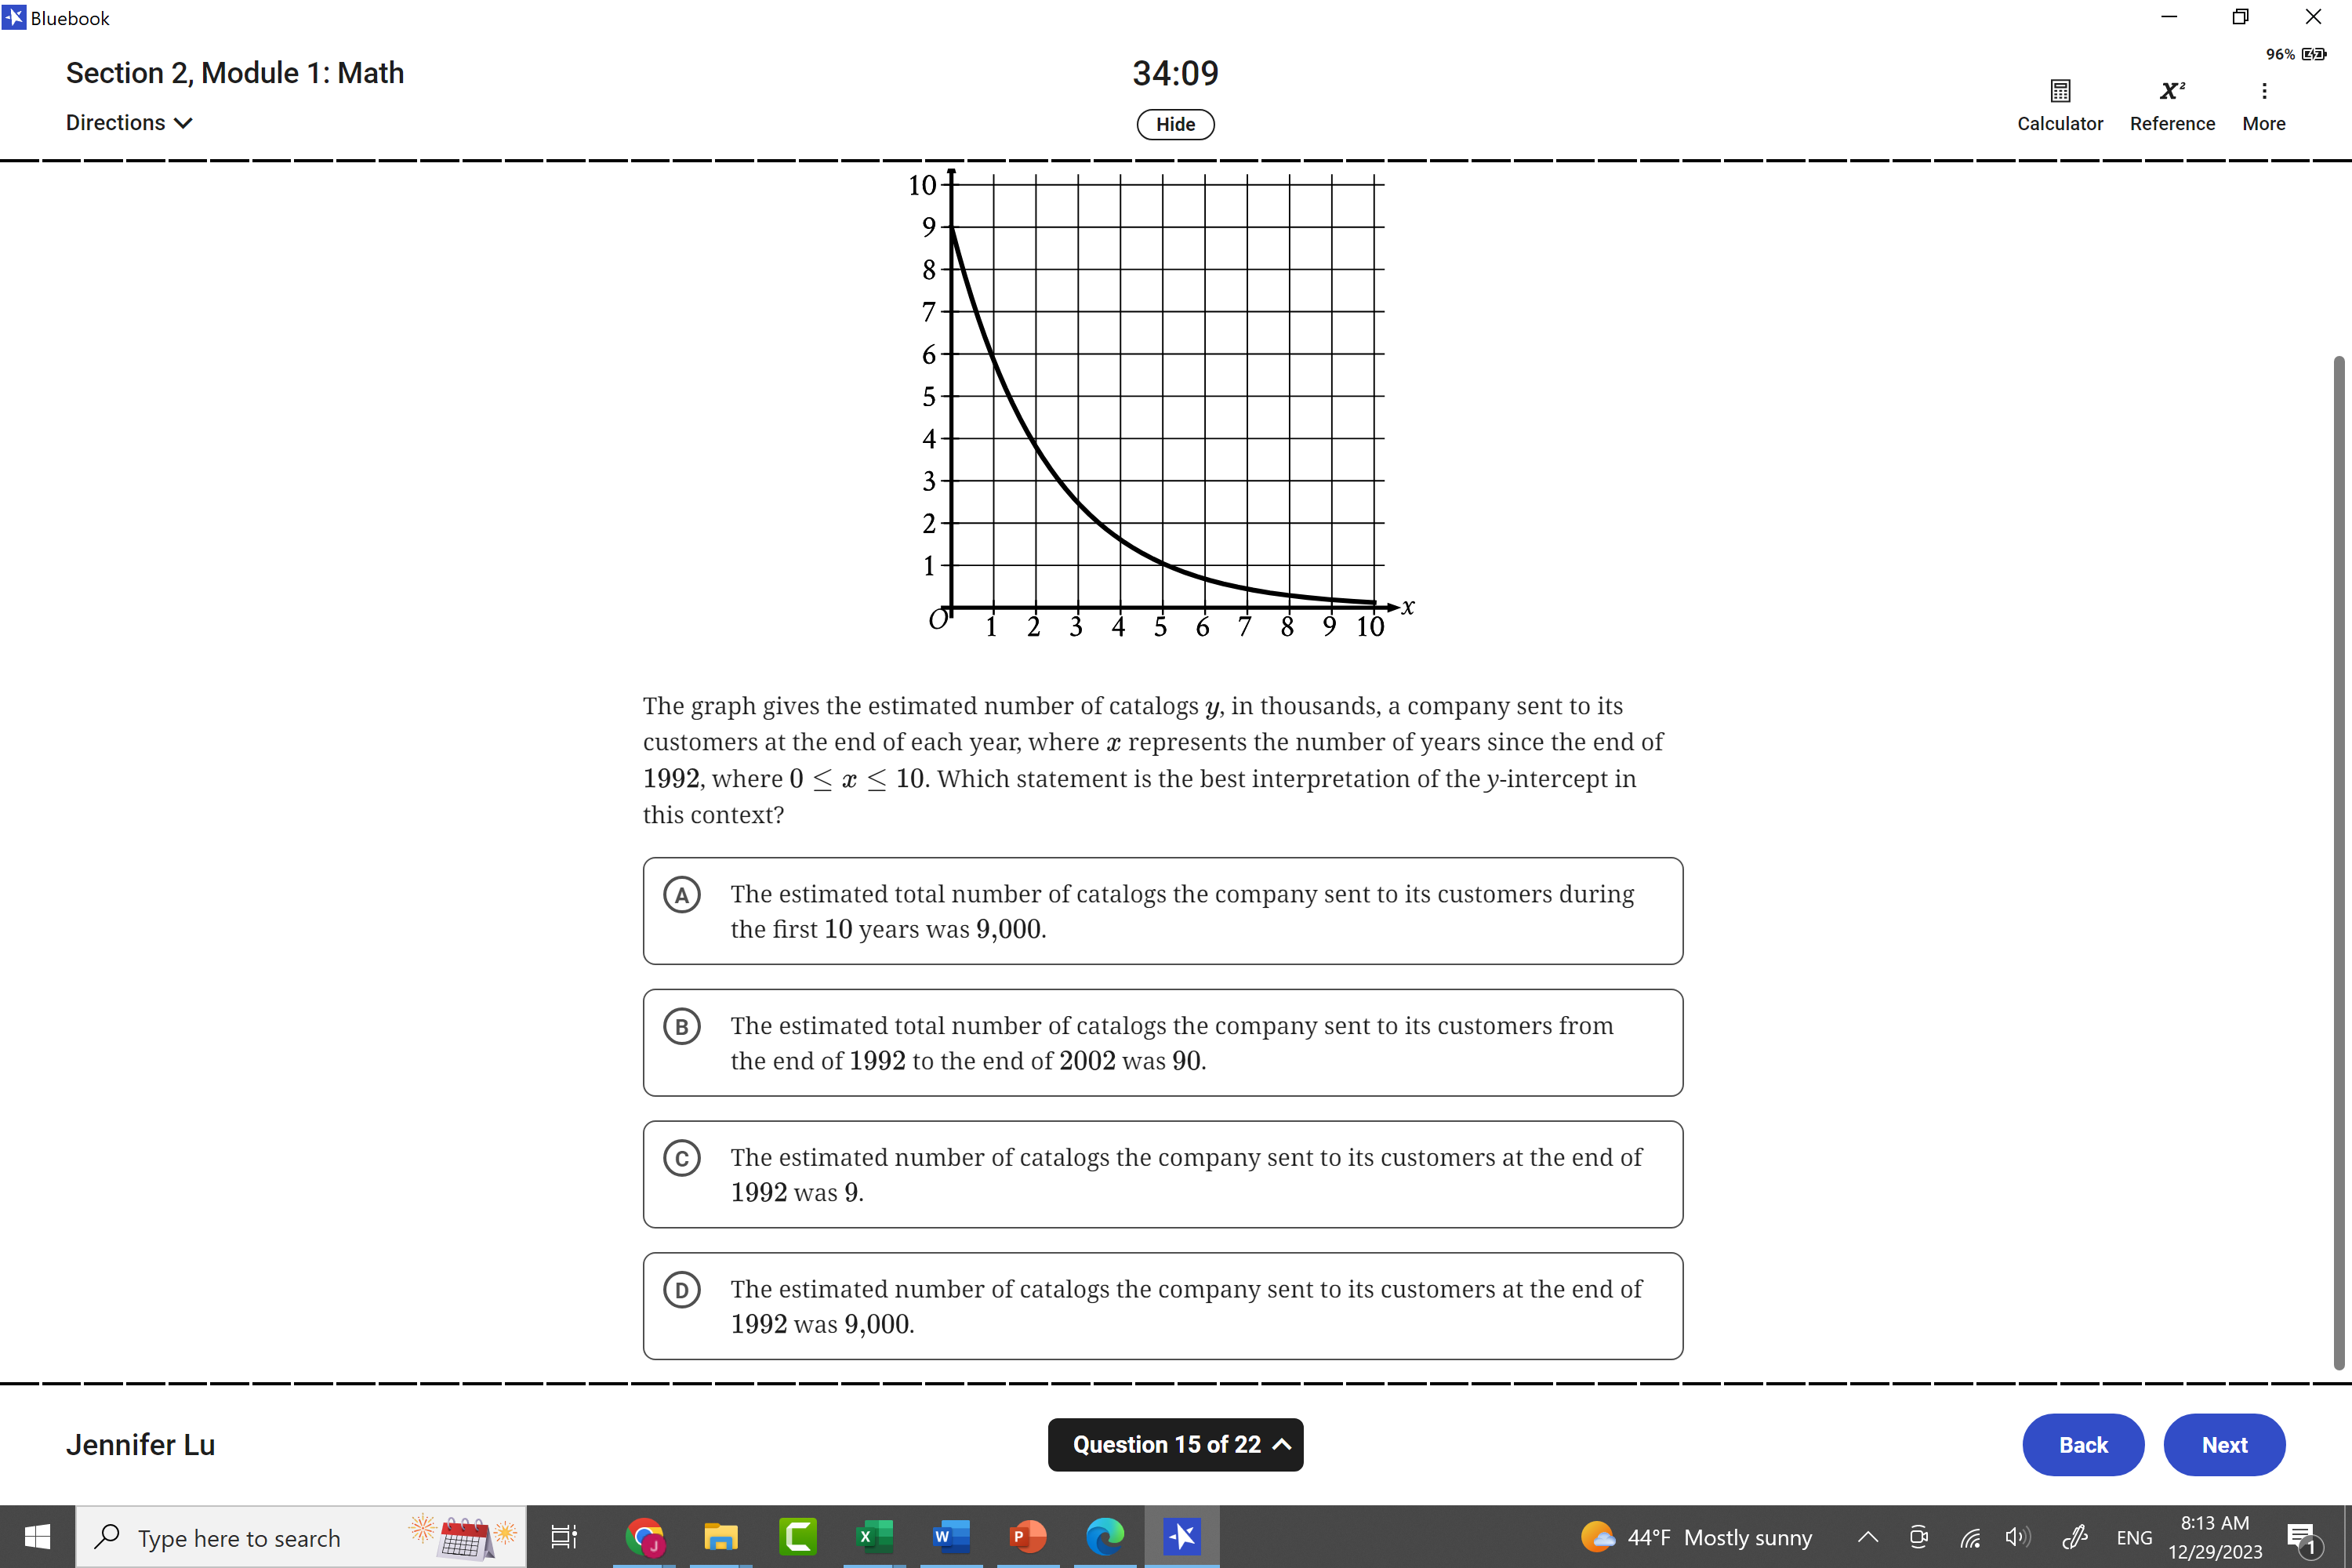 Bluebook
96%
Section 2, Module 1: Math
34:09
Directions
Hide
Calculator
Reference
More
X²
10
9
8
7
6
5
4
3
2
1
O
1 2 3 4 5 6 7 8 9 10
x
The graph gives the estimated number of catalogs y, in thousands, a company sent to its
customers at the end of each year, where x represents the number of years since the end of
1992, where 0 ≤ x ≤ 10. Which statement is the best interpretation of the y-intercept in
this context?
A
The estimated total number of catalogs the company sent to its customers during
the first 10 years was 9,000.
B
The estimated total number of catalogs the company sent to its customers from
the end of 1992 to the end of 2002 was 90.
C
The estimated number of catalogs the company sent to its customers at the end of
1992 was 9.
D
The estimated number of catalogs the company sent to its customers at the end of
1992 was 9,000.
Jennifer Lu
Question 15 of 22
Back
Next
Type here to search
J
C
X
W
P
44°F Mostly sunny
ENG
8:13 AM
12/29/2023
1